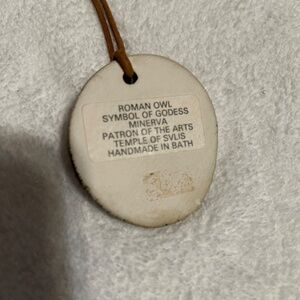 ROMAN OWL
SYMBOL OF GODESS
MINERVA
PATRON OF THE ARTS
TEMPLE OF SVLIS
HANDMADE IN BATH